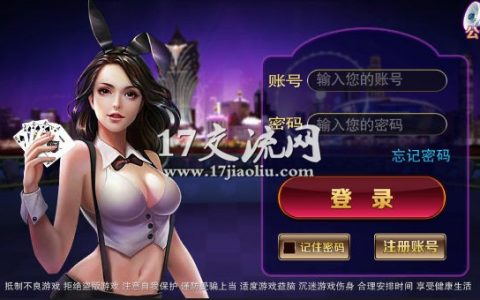 公
账号 输入您的账号
密码 输入您的密码
忘记密码
17交流网
www.17jiaoliu.com
登 录
记住密码 注册账号
抵制不良游戏 拒绝盗版游戏 注意自我保护 谨防受骗上当 适度游戏益脑 沉迷游戏伤身 合理安排时间 享受健康生活